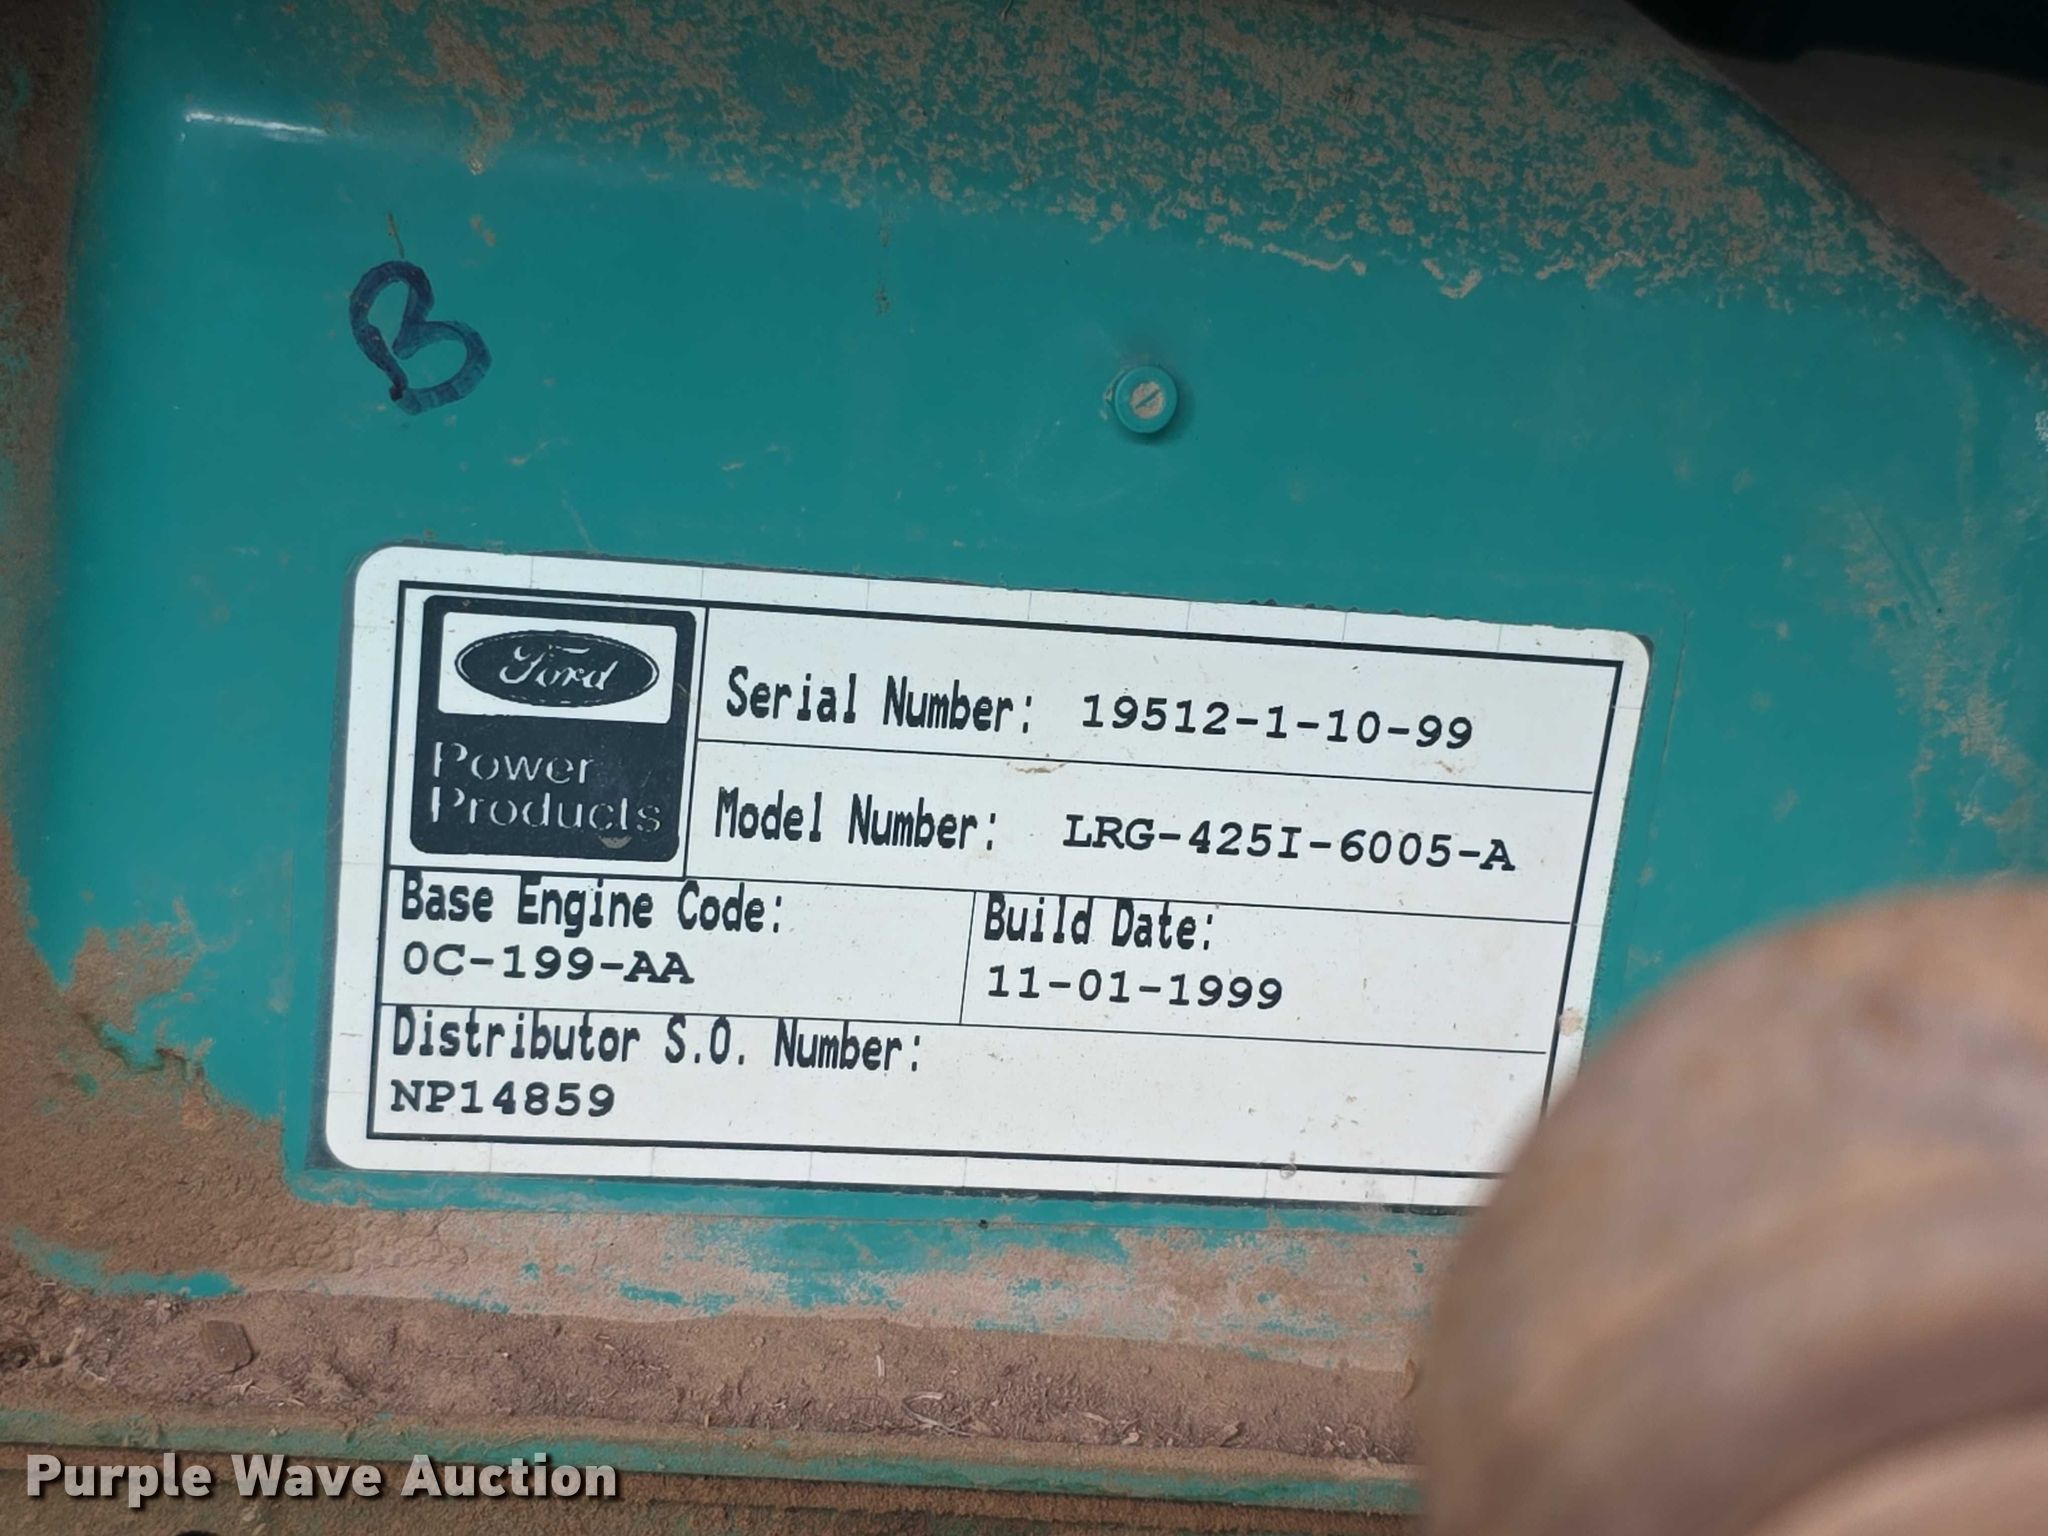 B
Ford
Power
Products
Serial Number: 19512-1-10-99
Model Number: LRG-425I-6005-A
Base Engine Code:
0C-199-AA
Build Date:
11-01-1999
Distributor S.O. Number:
NP14859
Purple Wave Auction